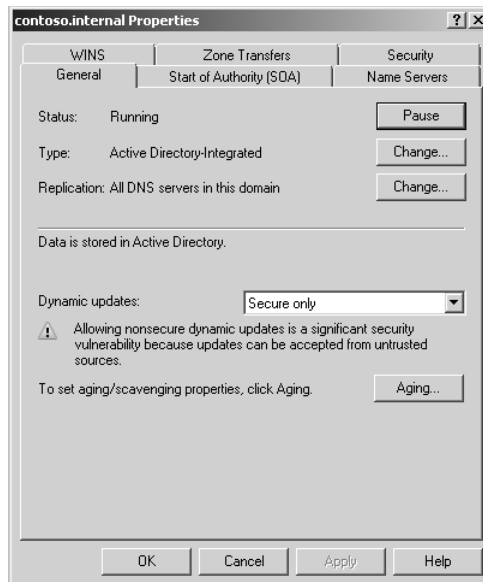 contoso.internal Properties
WINS Zone Transfers Security
General Start of Authority (SOA) Name Servers
Status: Running Pause
Type: Active Directory-Integrated Change...
Replication: All DNS servers in this domain Change...
Data is stored in Active Directory.
Dynamic updates: Secure only
Allowing nonsecure dynamic updates is a significant security
vulnerability because updates can be accepted from untrusted
sources.
To set aging/scavenging properties, click Aging. Aging...
OK Cancel Apply Help